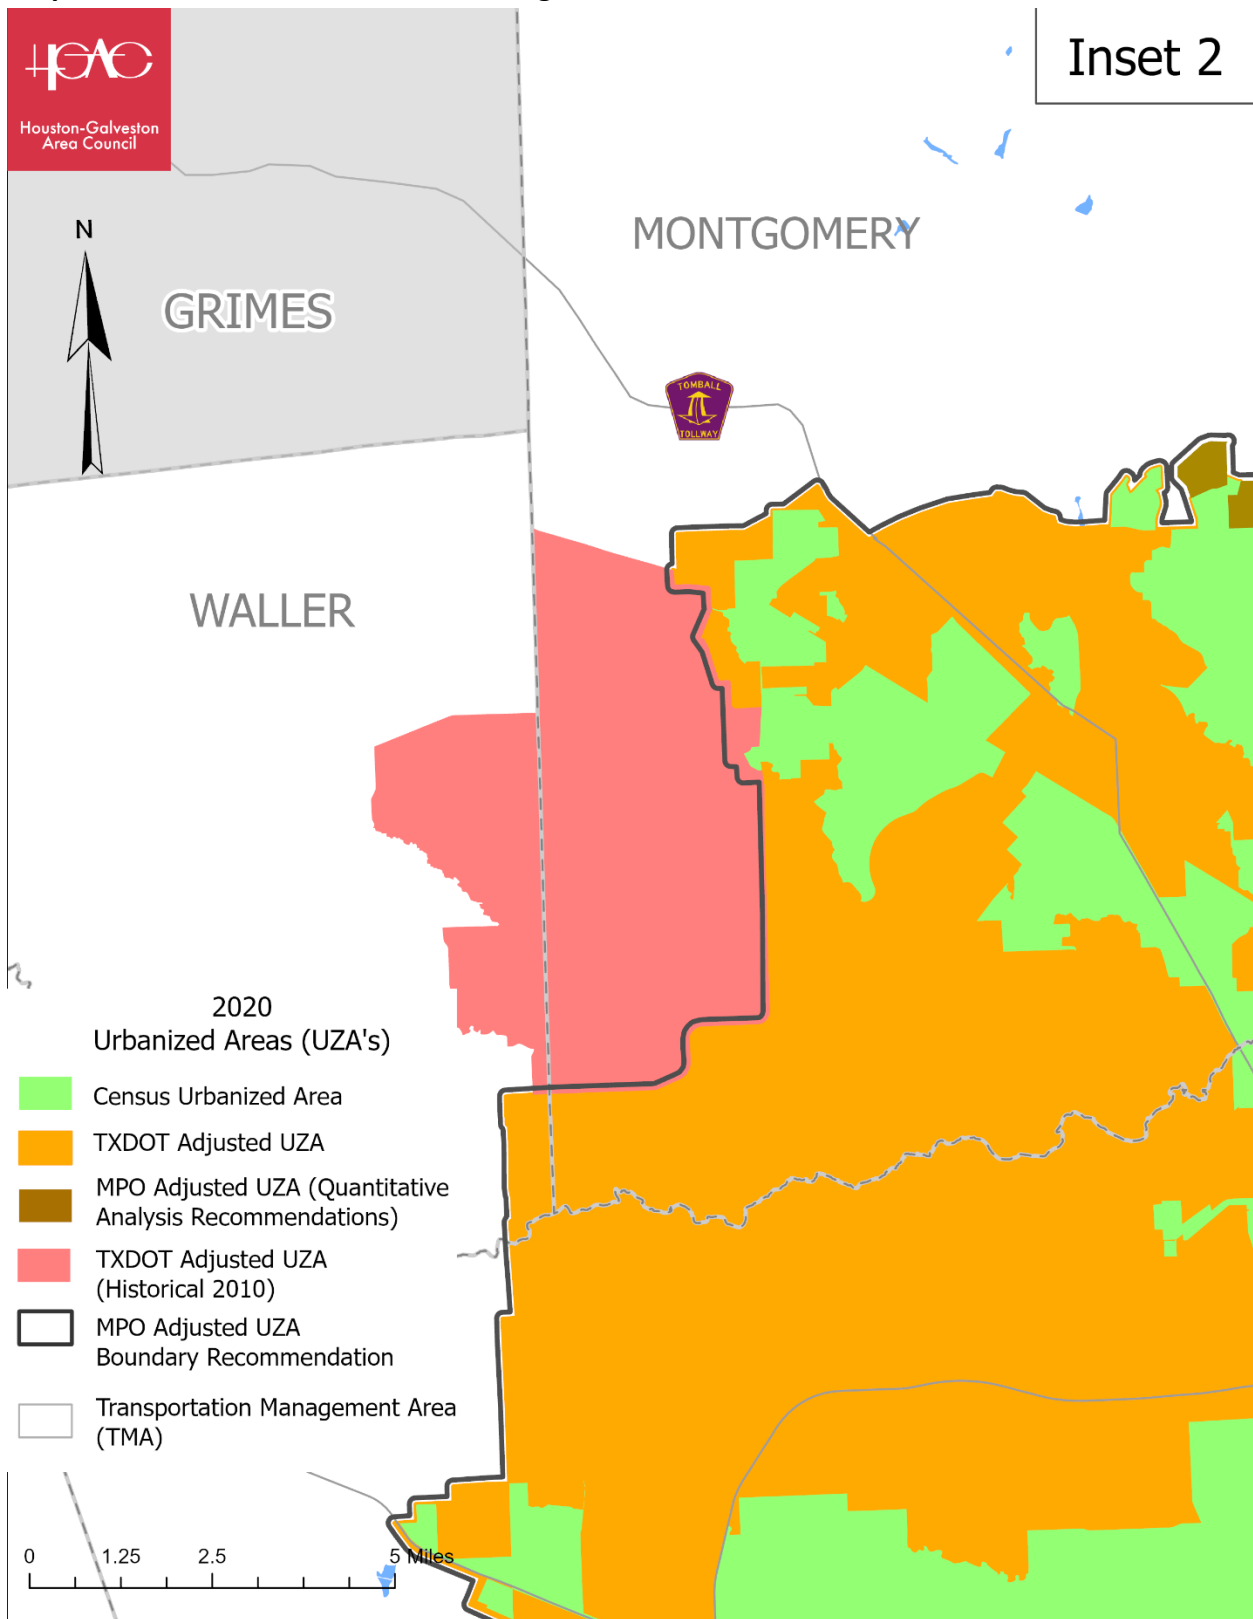 Inset 2
HGAC
Houston-Galveston
Area Council
N
MONTGOMERY
GRIMES
TOMBALL
TOLLWAY
WALLER
2020
Urbanized Areas (UZA's)
Census Urbanized Area
TXDOT Adjusted UZA
MPO Adjusted UZA (Quantitative
Analysis Recommendations)
TXDOT Adjusted UZA
(Historical 2010)
MPO Adjusted UZA
Boundary Recommendation
Transportation Management Area
(TMA)
0 1.25 2.5 5 Miles